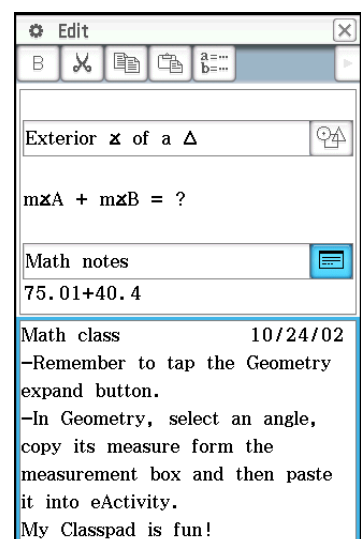 Edit
B
a=---
b=---
Exterior ∡ of a Δ
m∡A + m∡B = ?
Math notes
75.01+40.4
Math class 10/24/02
−Remember to tap the Geometry
expand button.
−In Geometry, select an angle,
copy its measure form the
measurement box and then paste
it into eActivity.
My Classpad is fun!